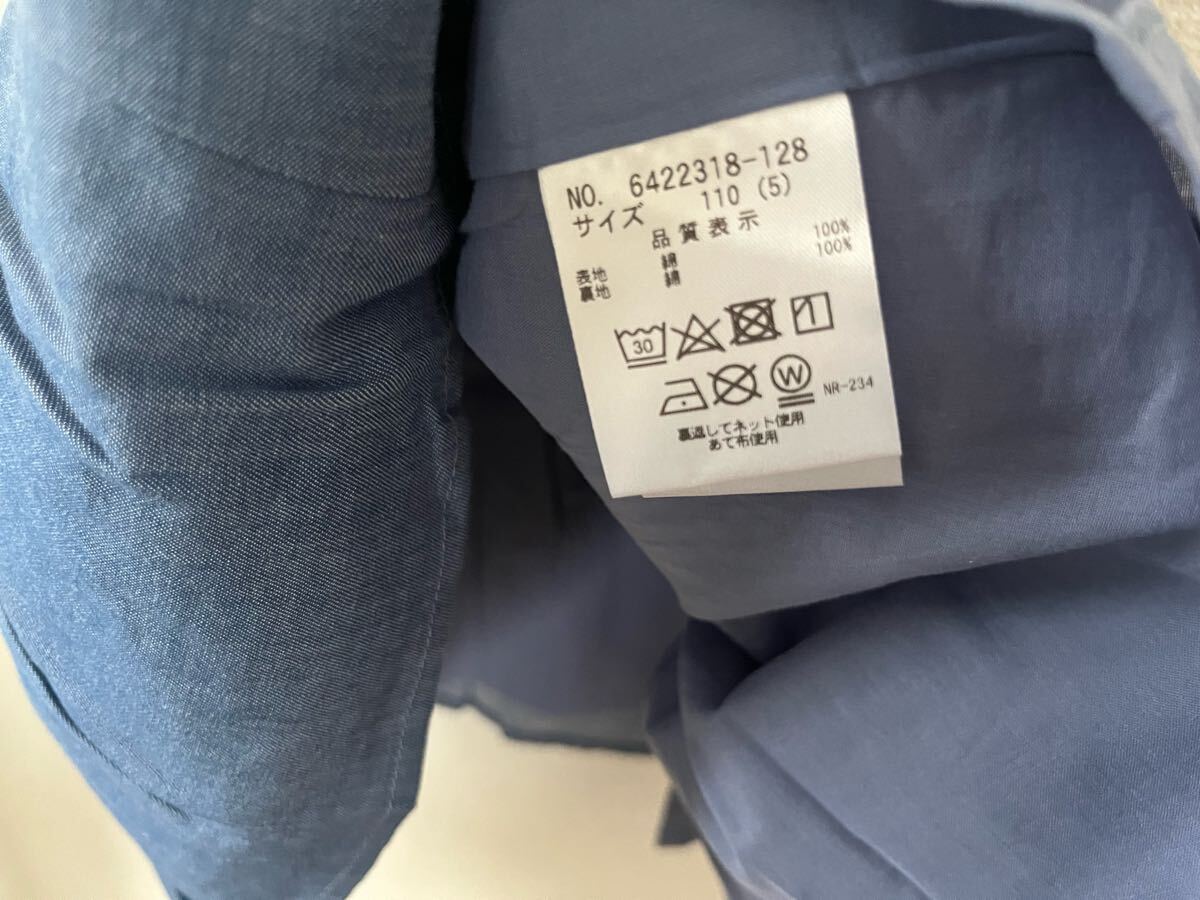 NO. 6422318-128
サイズ 110 (5)
品質表示
表地 綿 100%
裏地 綿 100%
30
W NR-234
裏返してネット使用
あて布使用